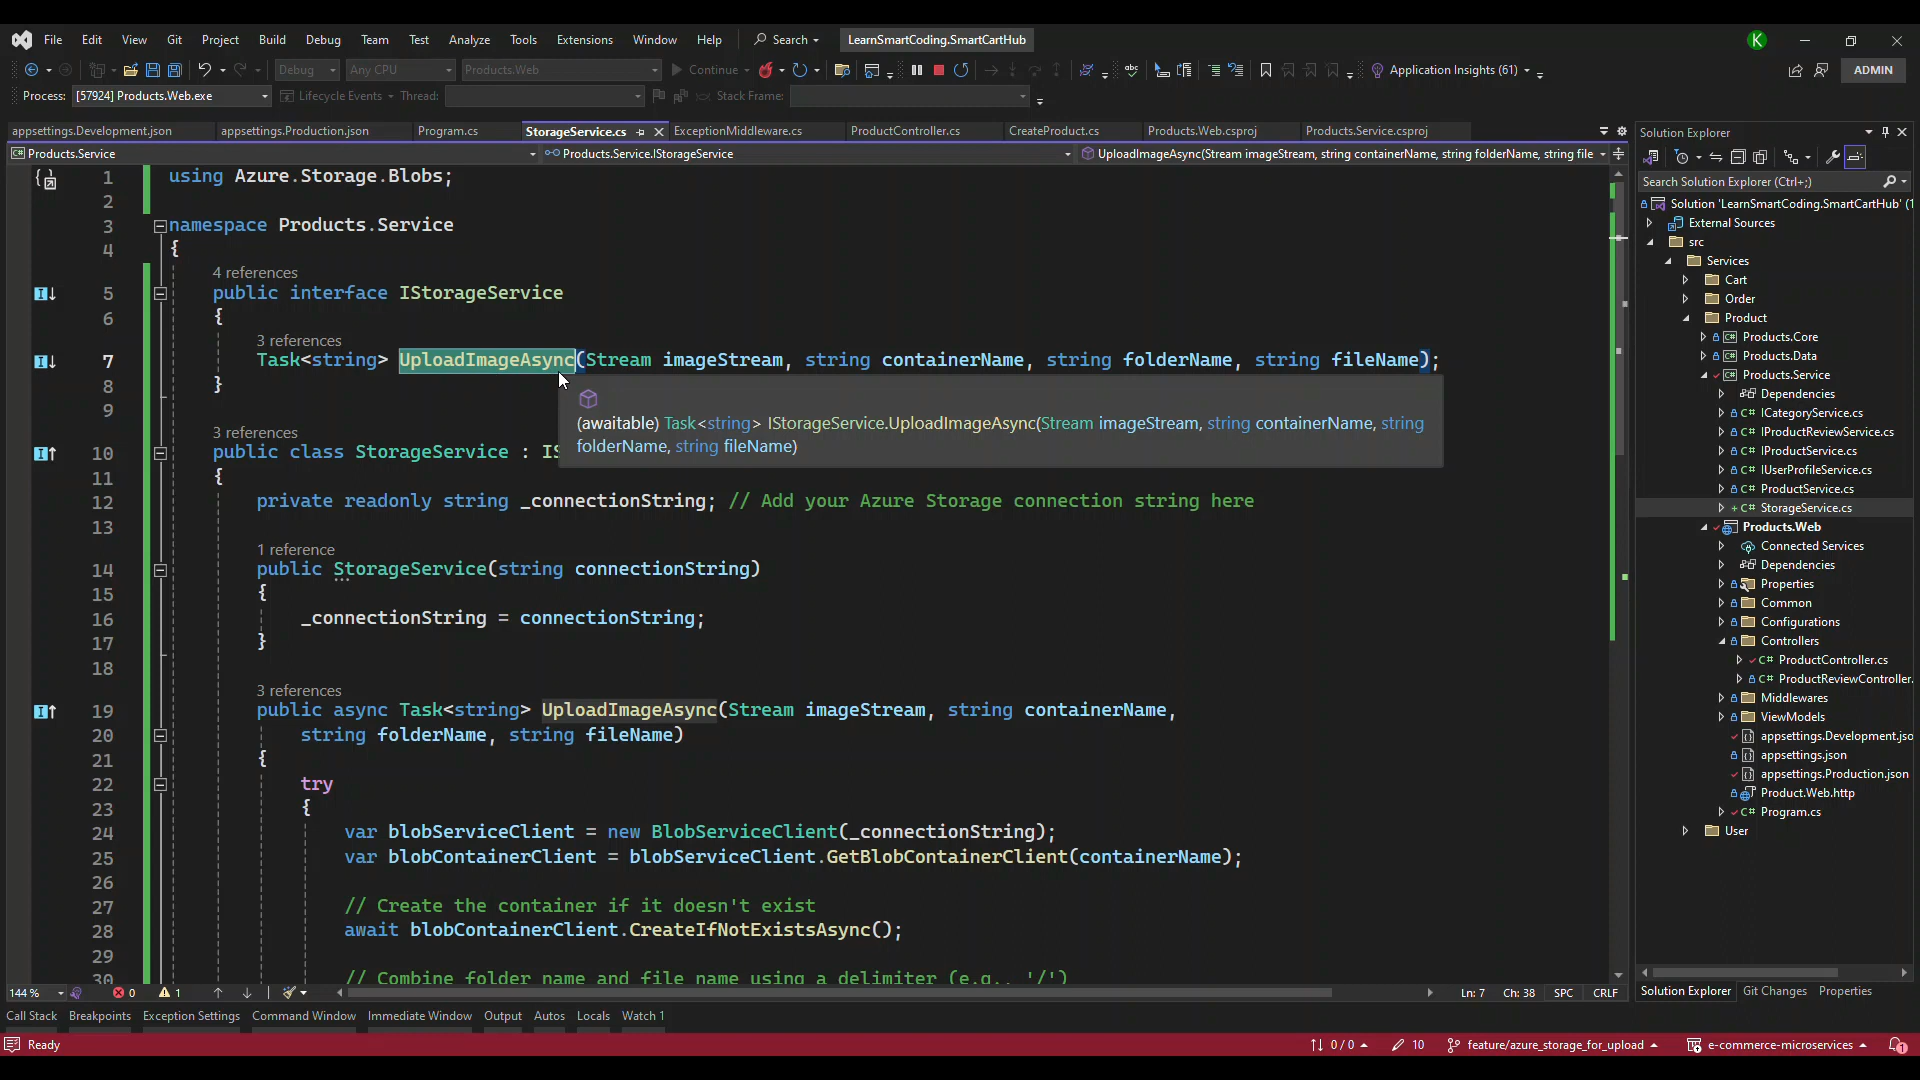 File Edit View Git Project Build Debug Team Test Analyze Tools Extensions Window Help Search LearnSmartCoding.SmartCartHub K
Debug Any CPU Products.Web Continue Application Insights (61) ADMIN
Process: [57924] Products.Web.exe Lifecycle Events Thread: Stack Frame:
appsettings.Development.json appsettings.Production.json Program.cs StorageService.cs ExceptionMiddleware.cs ProductController.cs CreateProduct.cs Products.Web.csproj Products.Service.csproj
Products.Service Products.Service.IStorageService UploadImageAsync(Stream imageStream, string containerName, string folderName, string file
1 using Azure.Storage.Blobs;
2
3 namespace Products.Service
4 {
4 references
5 public interface IStorageService
6 {
3 references
7 Task<string> UploadImageAsync(Stream imageStream, string containerName, string folderName, string fileName);
8 }
9
(awaitable) Task<string> IStorageService.UploadImageAsync(Stream imageStream, string containerName, string
folderName, string fileName)
3 references
10 public class StorageService : IS
11 {
12 private readonly string _connectionString; // Add your Azure Storage connection string here
13
1 reference
14 public StorageService(string connectionString)
15 {
16 _connectionString = connectionString;
17 }
18
3 references
19 public async Task<string> UploadImageAsync(Stream imageStream, string containerName,
20 string folderName, string fileName)
21 {
22 try
23 {
24 var blobServiceClient = new BlobServiceClient(_connectionString);
25 var blobContainerClient = blobServiceClient.GetBlobContainerClient(containerName);
26
27 // Create the container if it doesn't exist
28 await blobContainerClient.CreateIfNotExistsAsync();
29
30 // Combine folder name and file name using a delimiter (e.g., '/')
144 % 0 1 Ln: 7 Ch: 38 SPC CRLF
Call Stack Breakpoints Exception Settings Command Window Immediate Window Output Autos Locals Watch 1
Ready 0 / 0 10 feature/azure_storage_for_upload e-commerce-microservices 1
Solution Explorer
Search Solution Explorer (Ctrl+;)
Solution 'LearnSmartCoding.SmartCartHub' (1
External Sources
src
Services
Cart
Order
Product
C# Products.Core
C# Products.Data
C# Products.Service
Dependencies
C# ICategoryService.cs
C# IProductReviewService.cs
C# IProductService.cs
C# IUserProfileService.cs
C# ProductService.cs
C# StorageService.cs
Products.Web
Connected Services
Dependencies
Properties
Common
Configurations
Controllers
C# ProductController.cs
C# ProductReviewController.
Middlewares
ViewModels
appsettings.Development.jso
appsettings.json
appsettings.Production.json
Product.Web.http
C# Program.cs
User
Solution Explorer Git Changes Properties